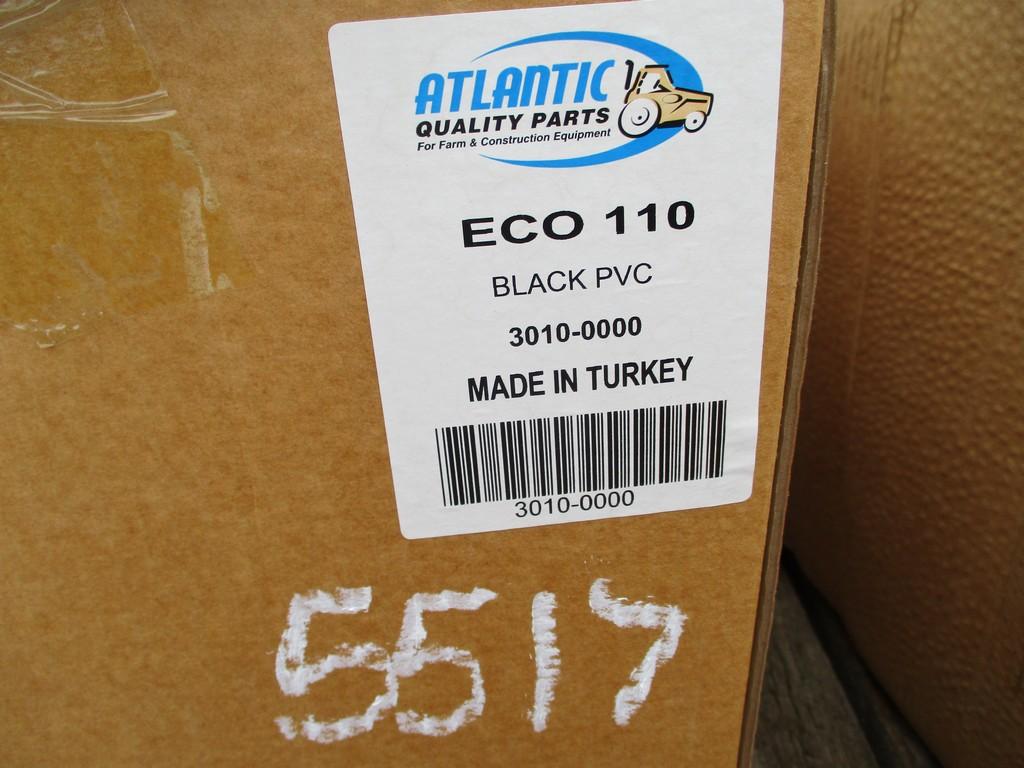 ATLANTIC
QUALITY PARTS
For Farm & Construction Equipment
ECO 110
BLACK PVC
3010-0000
MADE IN TURKEY
3010-0000
5517